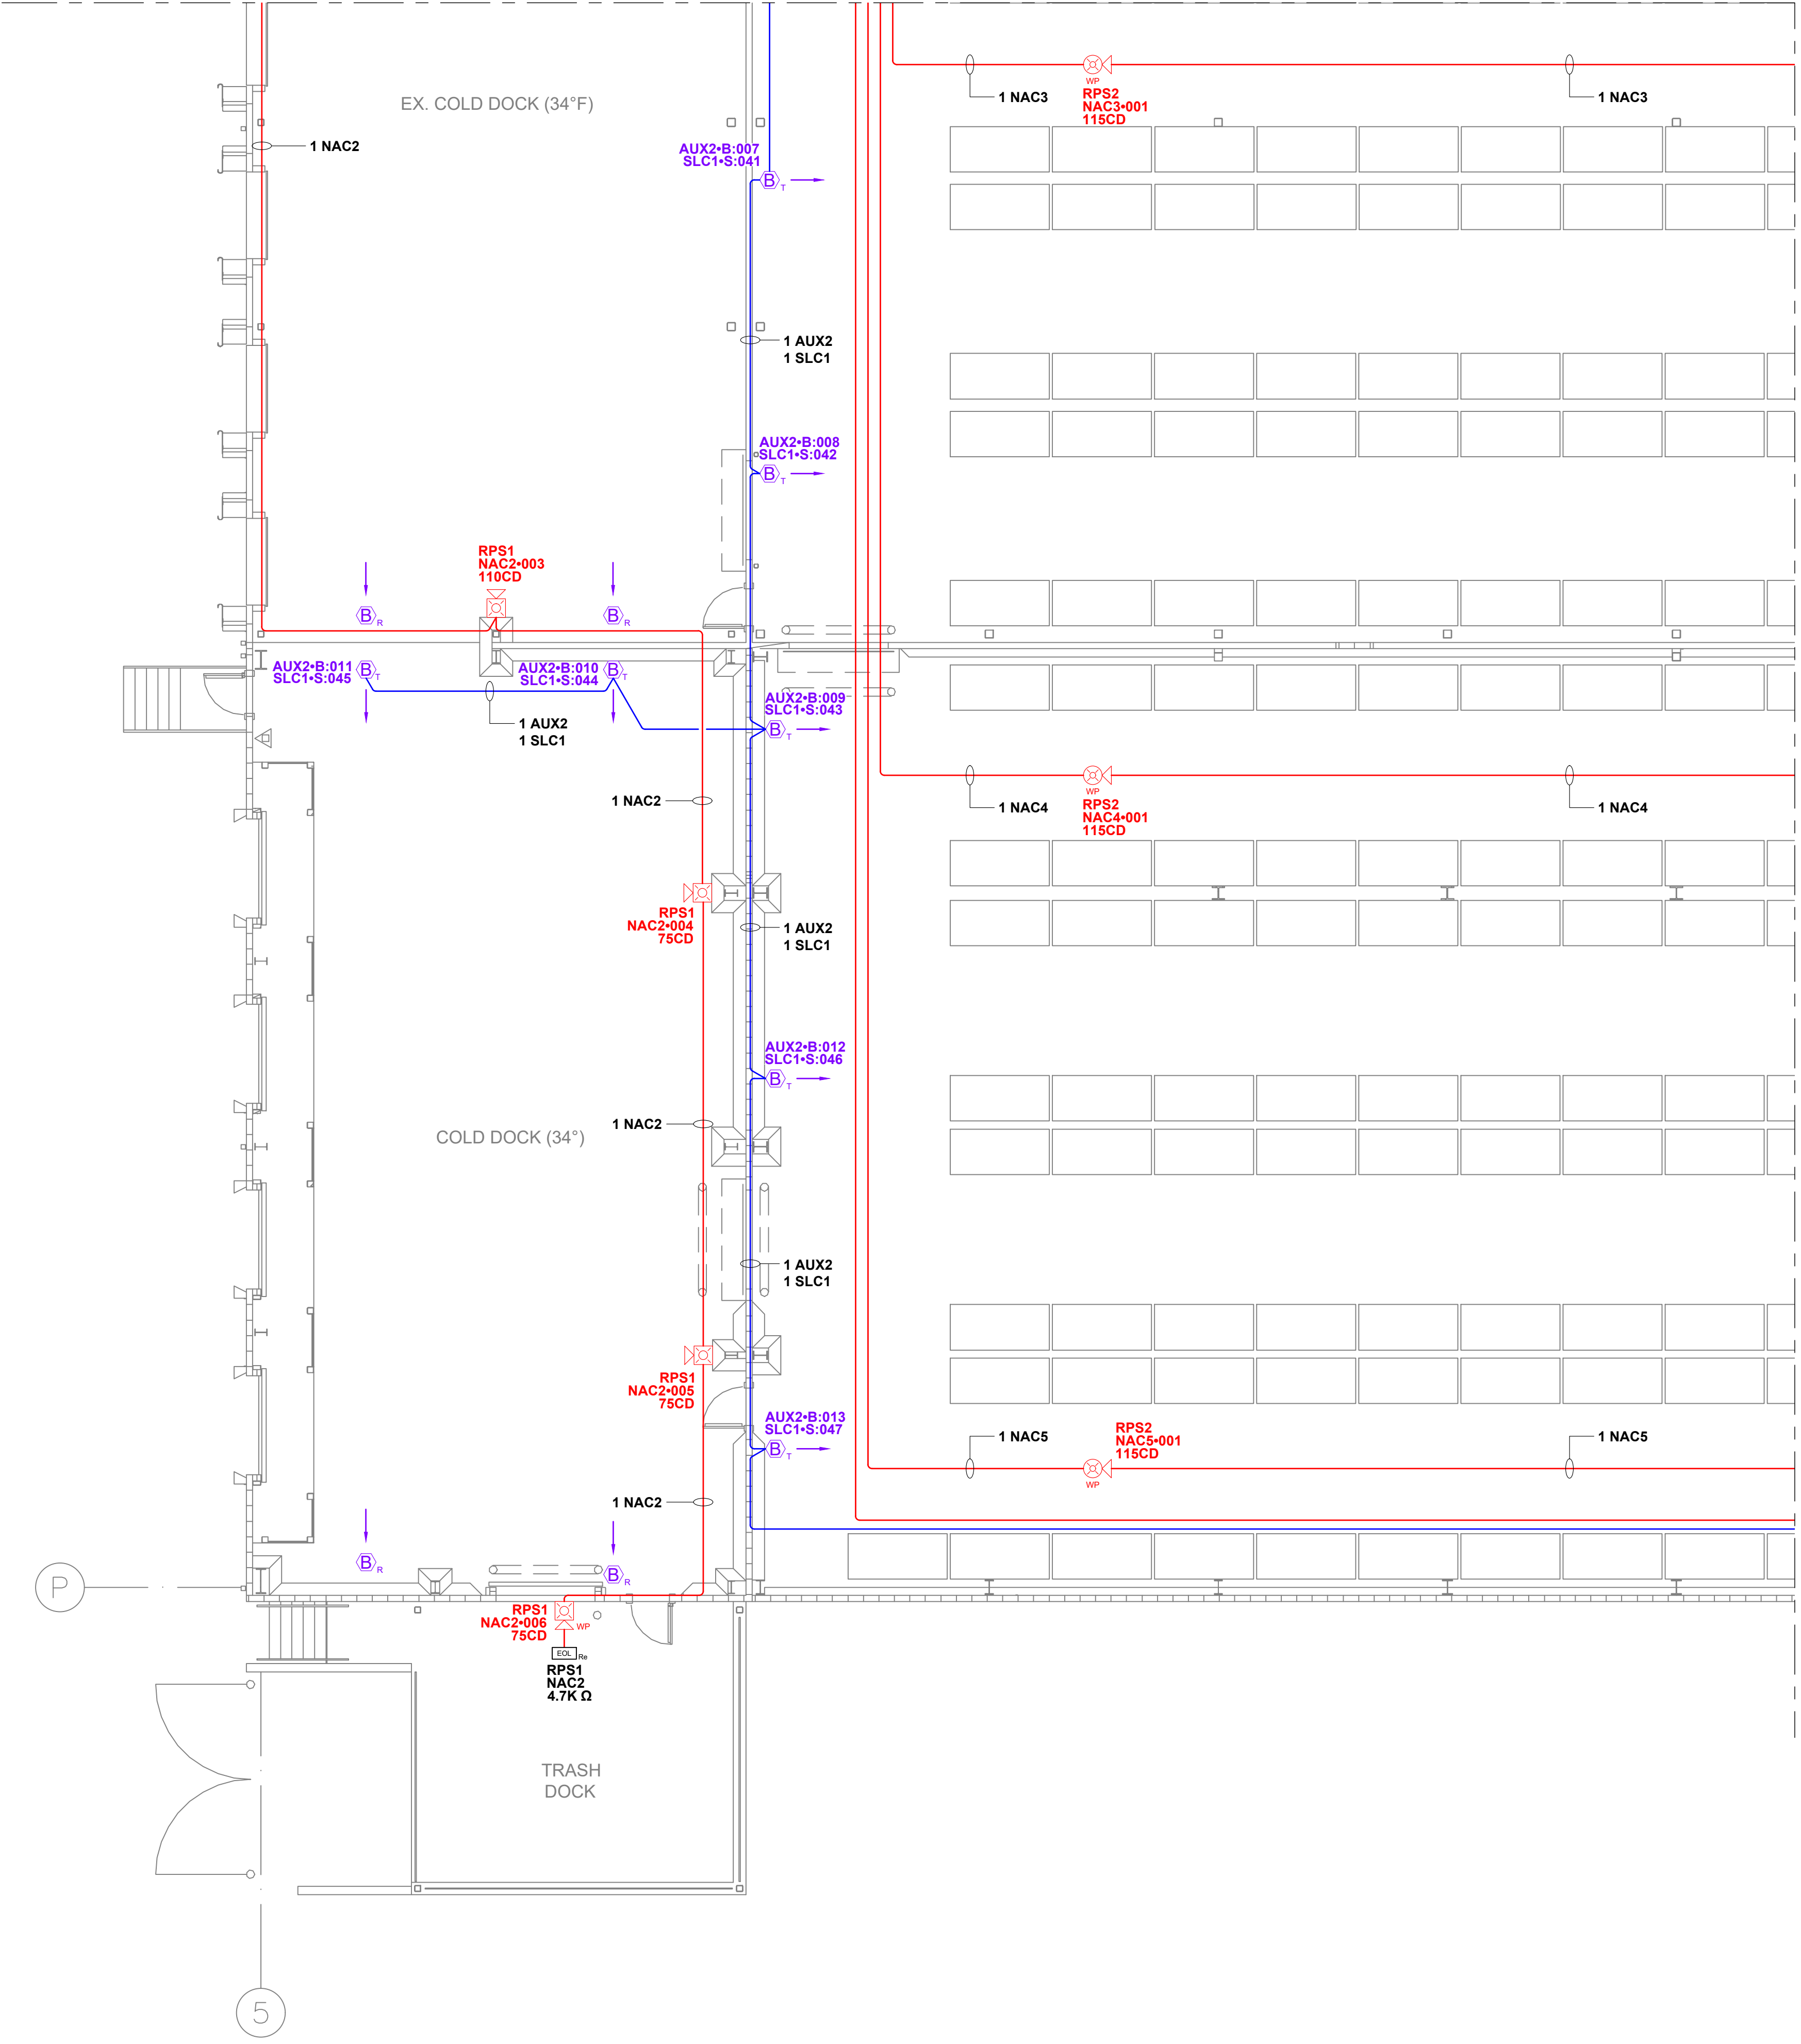 1 NAC3
1 NAC3
WP
RPS2
NAC3•001
115CD
EX. COLD DOCK (34°F)
1 NAC2
AUX2•B:007
SLC1•S:041
B
T
1 AUX2
1 SLC1
AUX2•B:008
SLC1•S:042
B
T
RPS1
NAC2•003
110CD
B
R
B
R
AUX2•B:011
SLC1•S:045
B
T
AUX2•B:010
SLC1•S:044
B
T
1 AUX2
1 SLC1
AUX2•B:009
SLC1•S:043
B
T
1 NAC2
1 NAC4
WP
RPS2
NAC4•001
115CD
1 NAC4
RPS1
NAC2•004
75CD
1 AUX2
1 SLC1
AUX2•B:012
SLC1•S:046
B
T
1 NAC2
COLD DOCK (34°)
1 AUX2
1 SLC1
RPS1
NAC2•005
75CD
AUX2•B:013
SLC1•S:047
B
T
1 NAC5
RPS2
NAC5•001
115CD
WP
1 NAC5
1 NAC2
B
R
B
R
P
RPS1
NAC2•006
75CD
WP
EOL
Re
RPS1
NAC2
4.7K Ω
TRASH
DOCK
5